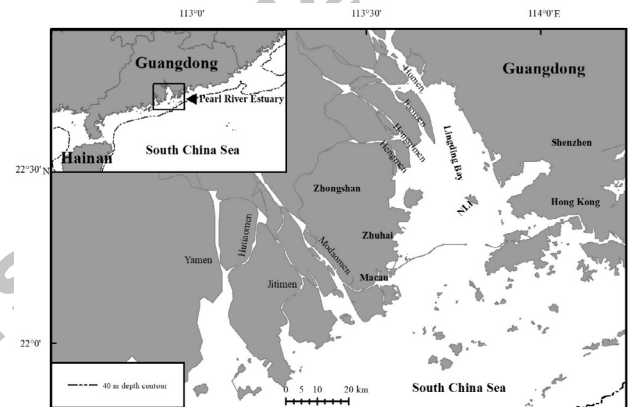 113°0'
113°30'
114°0'E
Guangdong
Pearl River Estuary
South China Sea
Hainan
22°30'N
22°0'
Guangdong
Humen
Jiaomen
Hengmen
Lingding Bay
Shenzhen
Zhongshan
NLI
Hong Kong
Zhuhai
Hutiaomen
Modaomen
Yamen
Macau
Jitimen
40 m depth contour
0 5 10 20 km
South China Sea